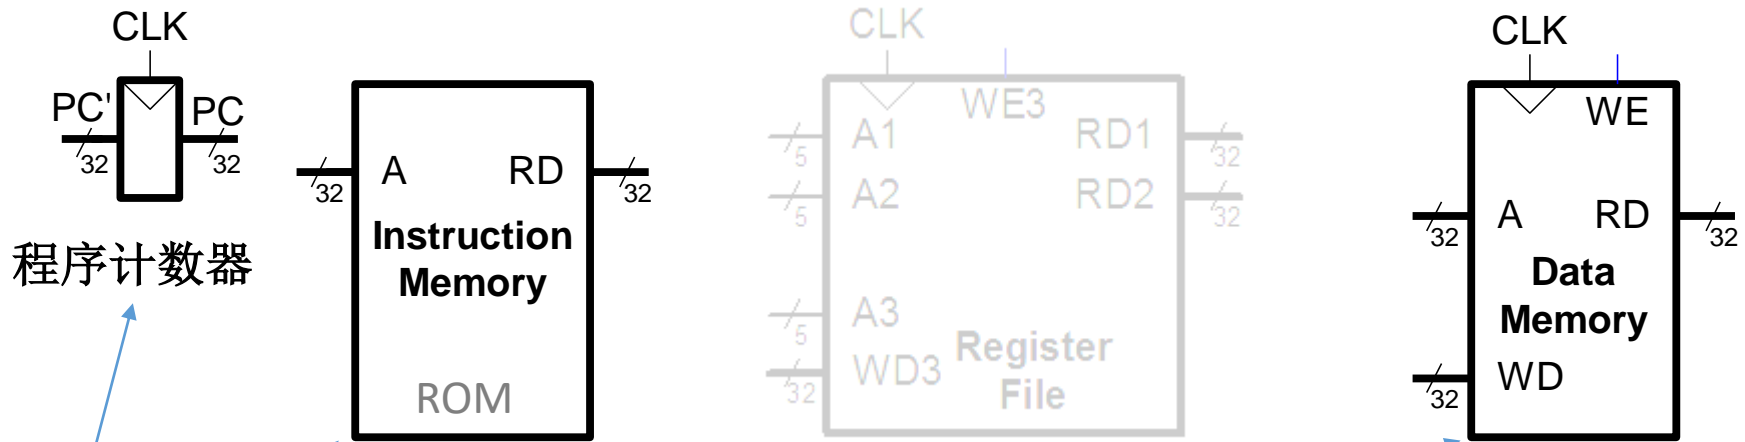 CLK
PC'
PC
32
32
程序计数器
32
A
RD
32
Instruction
Memory
ROM
CLK
WE3
A1
RD1
5
32
A2
RD2
5
32
A3
5
WD3
32
Register
File
CLK
WE
A
RD
32
32
Data
Memory
WD
32